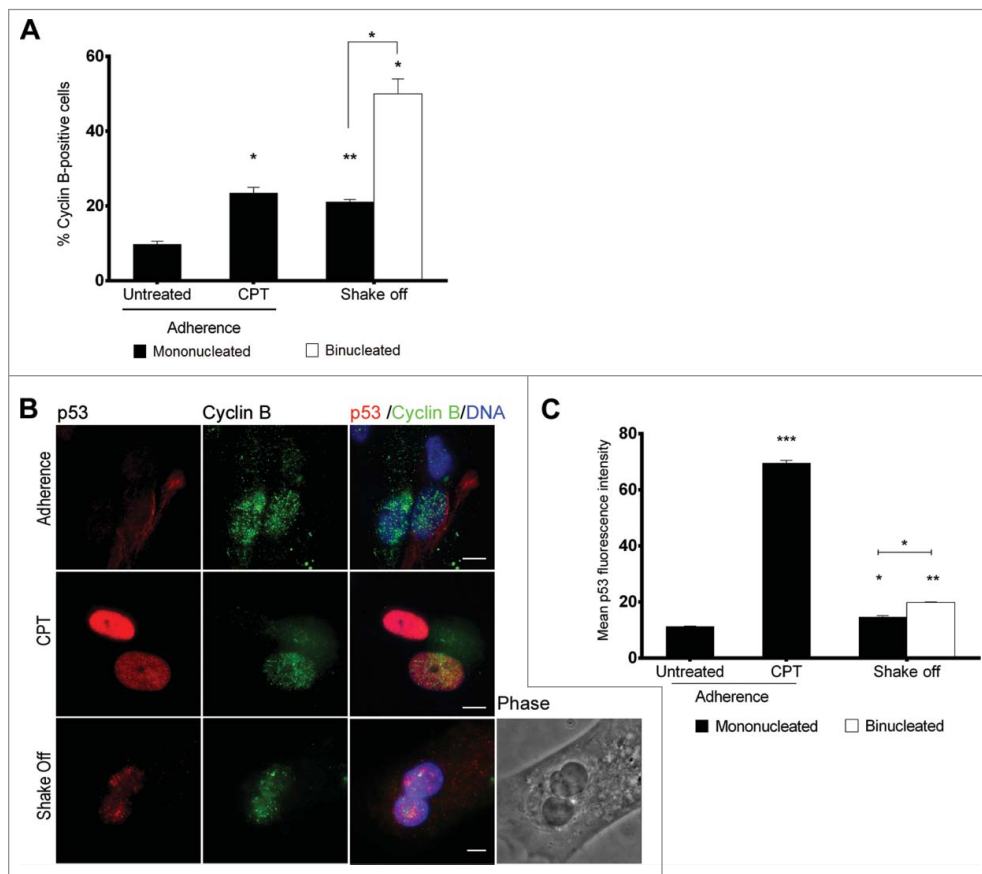 A
% Cyclin B-positive cells
60
40
20
0
*
**
*
*
Untreated CPT Shake off
Adherence
Mononucleated Binucleated
B
p53 Cyclin B p53 /Cyclin B/DNA
Adherence
CPT
Shake Off
Phase
C
Mean p53 fluorescence intensity
80
60
40
20
0
***
*
* **
Untreated CPT Shake off
Adherence
Mononucleated Binucleated